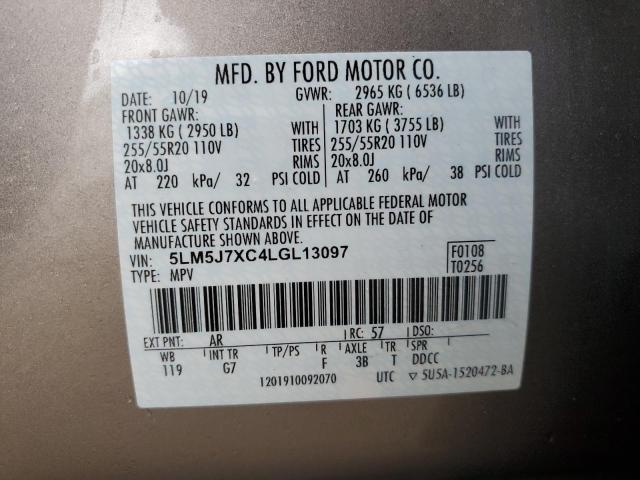 MFD. BY FORD MOTOR CO.
DATE: 10/19 GVWR: 2965 KG ( 6536 LB)
FRONT GAWR: REAR GAWR:
1338 KG ( 2950 LB) WITH 1703 KG ( 3755 LB) WITH
255/55R20 110V TIRES 255/55R20 110V TIRES
20x8.0J RIMS 20x8.0J RIMS
AT 220 kPa/ 32 PSI COLD AT 260 kPa/ 38 PSI COLD
THIS VEHICLE CONFORMS TO ALL APPLICABLE FEDERAL MOTOR
VEHICLE SAFETY STANDARDS IN EFFECT ON THE DATE OF
MANUFACTURE SHOWN ABOVE.
VIN: 5LM5J7XC4LGL13097 F0108
TYPE: MPV T0256
EXT PNT: AR RC: 57 DSO:
WB INT TR TP/PS R AXLE TR SPR
119 G7 F 3B T DDCC
1201910092070 UTC ▽ 5U5A-1520472-BA